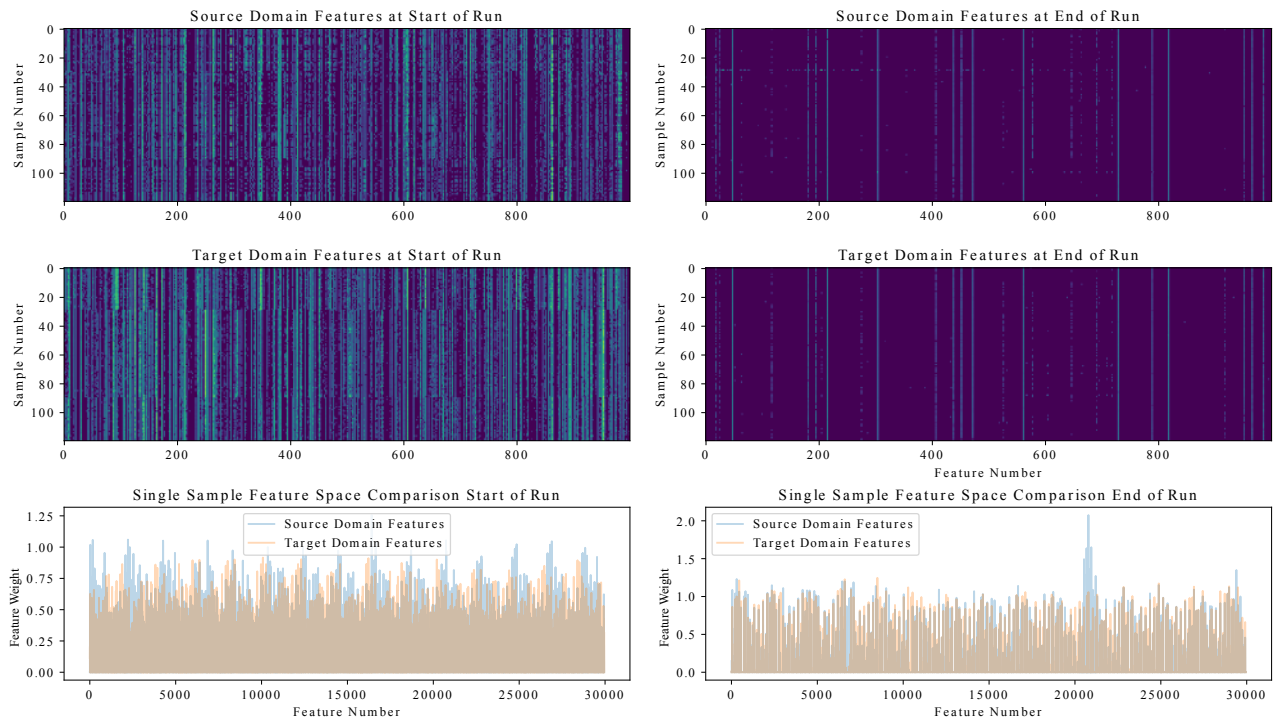 Source Domain Features at Start of Run
Sample Number
0
20
40
60
80
100
0 200 400 600 800
Source Domain Features at End of Run
Sample Number
0
20
40
60
80
100
0 200 400 600 800
Target Domain Features at Start of Run
Sample Number
0
20
40
60
80
100
0 200 400 600 800
Target Domain Features at End of Run
Sample Number
0
20
40
60
80
100
0 200 400 600 800
Feature Number
Single Sample Feature Space Comparison Start of Run
Feature Weight
1.25
1.00
0.75
0.50
0.25
0.00
Source Domain Features
Target Domain Features
0 5000 10000 15000 20000 25000 30000
Feature Number
Single Sample Feature Space Comparison End of Run
Feature Weight
2.0
1.5
1.0
0.5
0.0
Source Domain Features
Target Domain Features
0 5000 10000 15000 20000 25000 30000
Feature Number